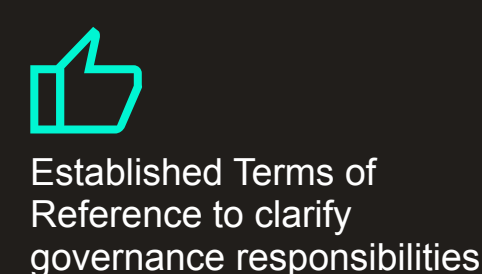 Established Terms of
Reference to clarify
governance responsibilities